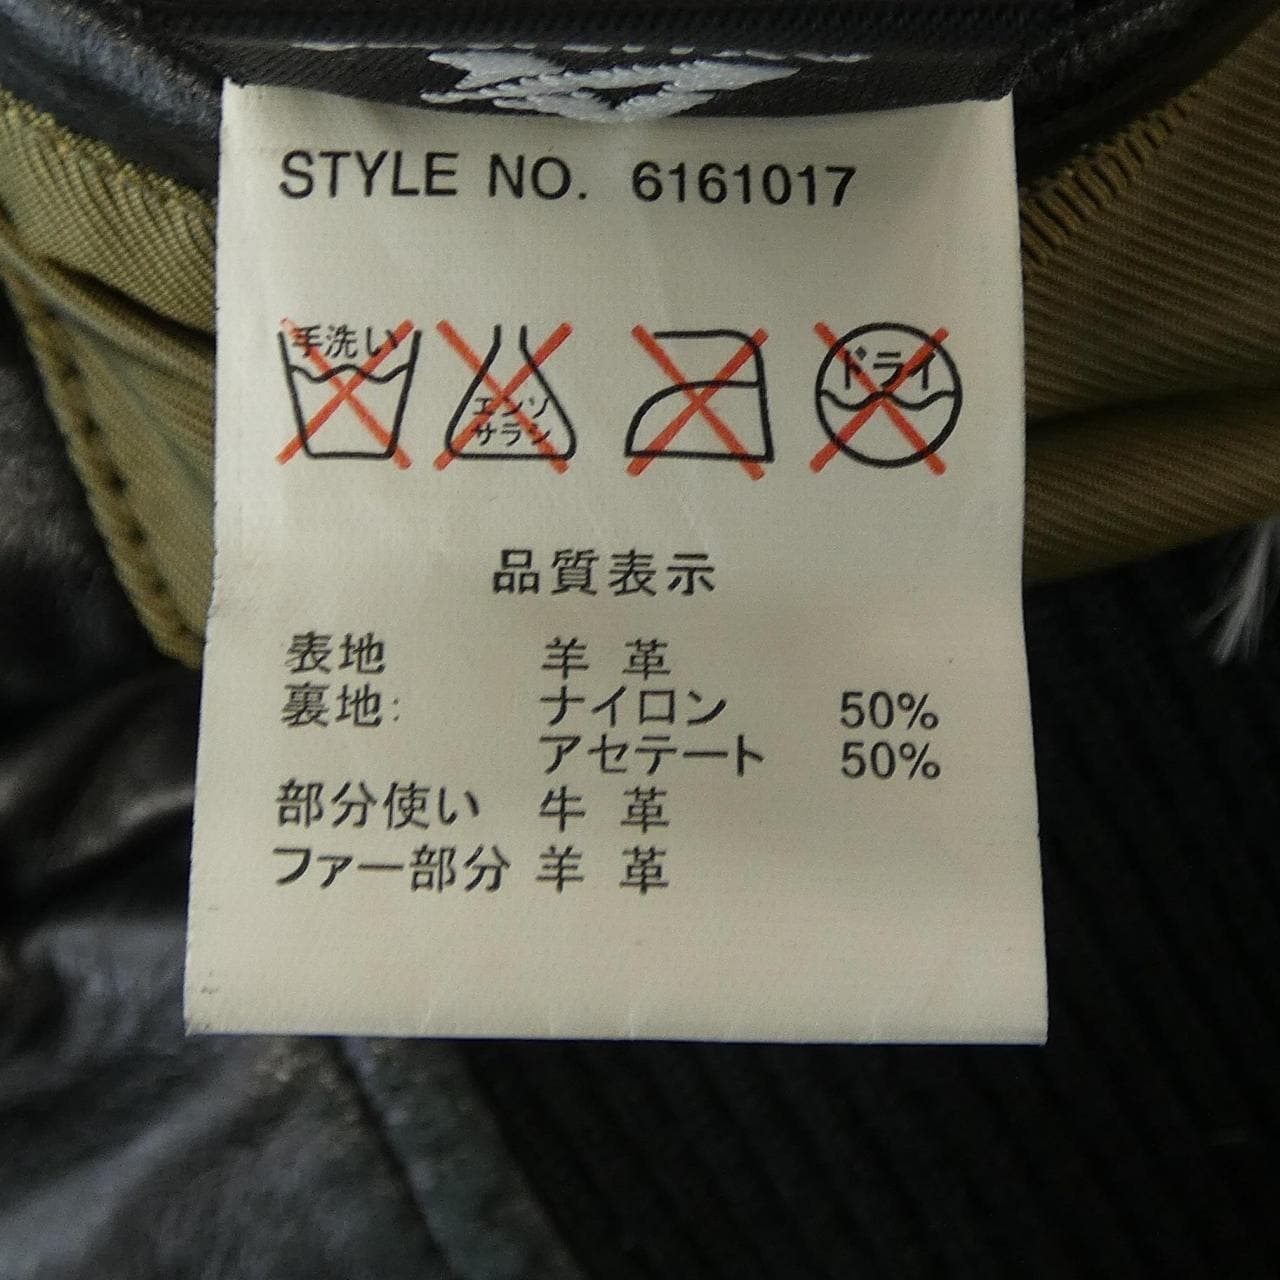 STYLE NO. 6161017
手洗い
エンソ
サラシ
ドライ
品質表示
表地 羊 革
裏地: ナイロン 50%
アセテート 50%
部分使い 牛 革
ファー部分 羊 革